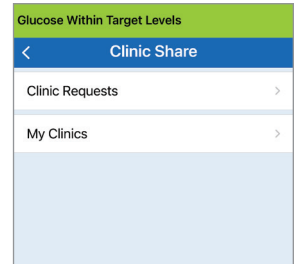 Glucose Within Target Levels
Clinic Share
Clinic Requests
My Clinics